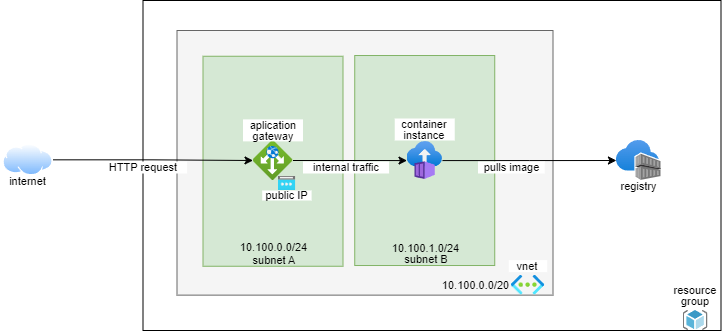 aplication
gateway
container
instance
internet
HTTP request
internal traffic
pulls image
registry
public IP
10.100.0.0/24
subnet A
10.100.1.0/24
subnet B
vnet
10.100.0.0/20
resource
group